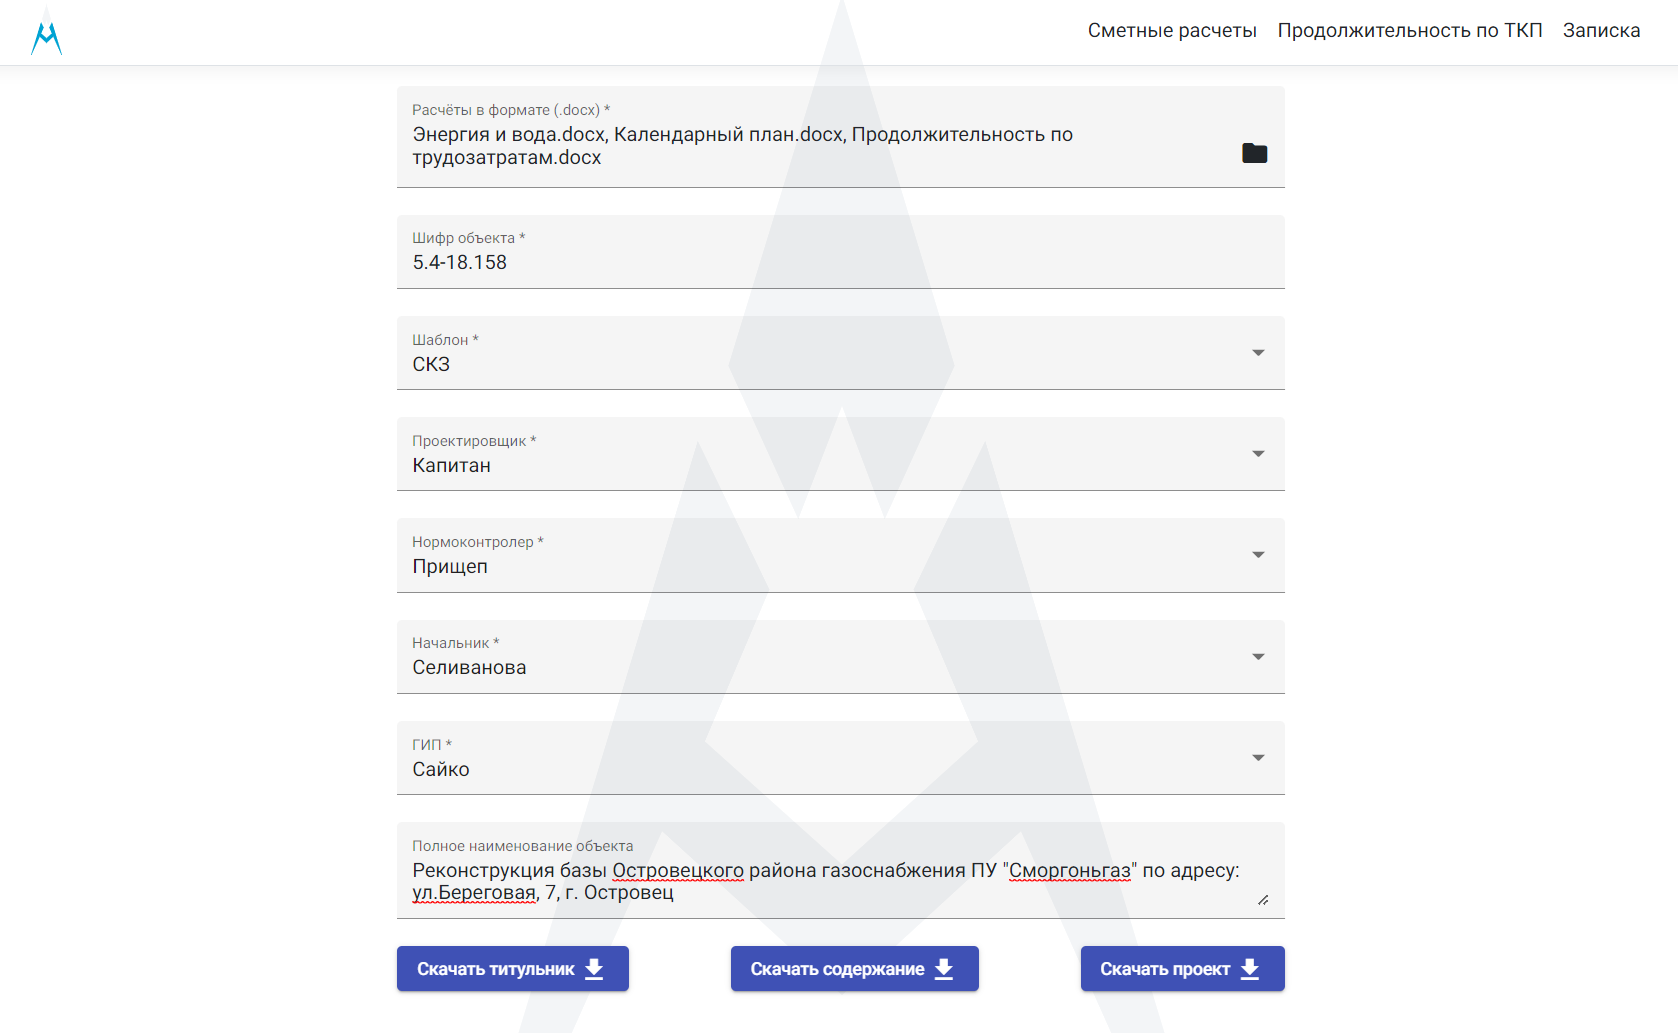 Сметные расчеты Продолжительность по ТКП Записка
Расчёты в формате (.docx) *
Энергия и вода.docx, Календарный план.docx, Продолжительность по
трудозатратам.docx
Шифр объекта *
5.4-18.158
Шаблон *
СКЗ
Проектировщик *
Капитан
Нормоконтролер *
Прищеп
Начальник *
Селиванова
ГИП *
Сайко
Полное наименование объекта
Реконструкция базы Островецкого района газоснабжения ПУ "Сморгоньгаз" по адресу:
ул.Береговая, 7, г. Островец
Скачать титульник Скачать содержание Скачать проект